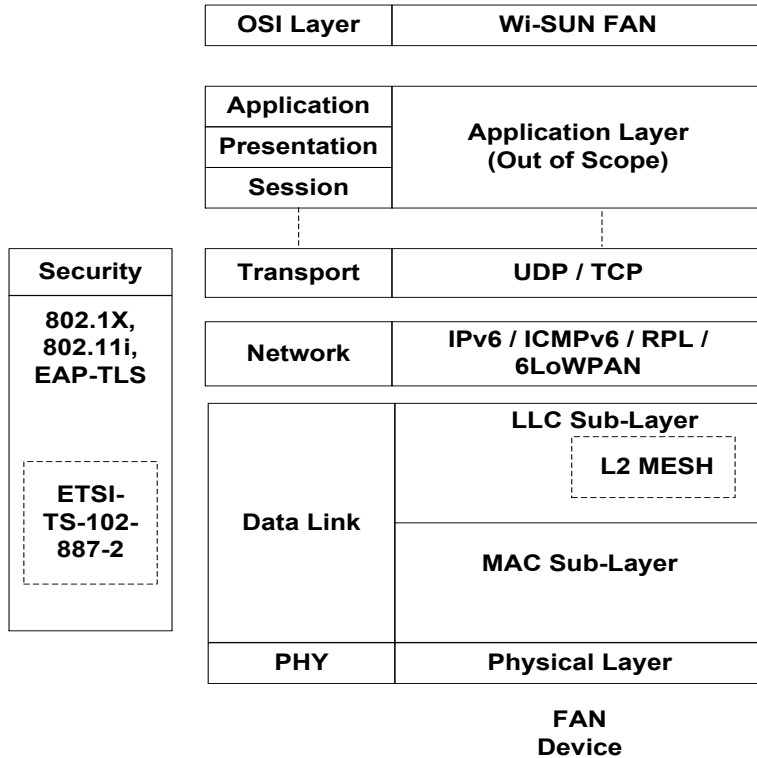 OSI Layer
Wi-SUN FAN
Application
Presentation
Session
Application Layer
(Out of Scope)
Security
802.1X,
802.11i,
EAP-TLS
ETSI-
TS-102-
887-2
Transport
UDP / TCP
Network
IPv6 / ICMPv6 / RPL /
6LoWPAN
Data Link
LLC Sub-Layer
L2 MESH
MAC Sub-Layer
PHY
Physical Layer
FAN
Device